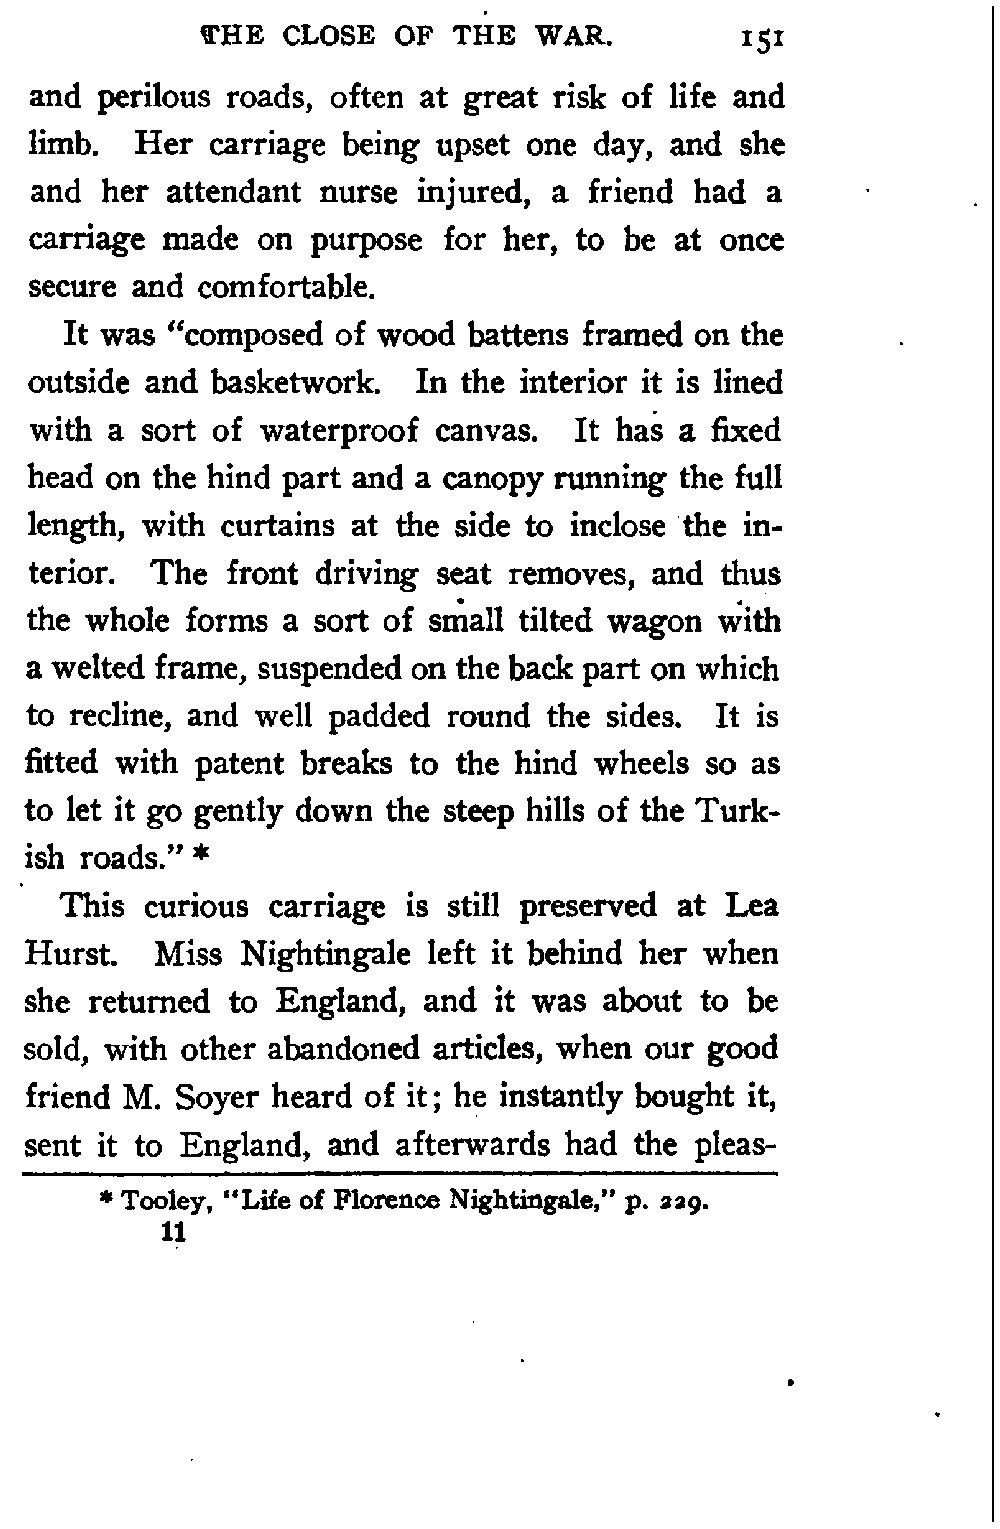 THE CLOSE OF THE WAR. 151
and perilous roads, often at great risk of life and
limb. Her carriage being upset one day, and she
and her attendant nurse injured, a friend had a
carriage made on purpose for her, to be at once
secure and comfortable.
It was "composed of wood battens framed on the
outside and basketwork. In the interior it is lined
with a sort of waterproof canvas. It has a fixed
head on the hind part and a canopy running the full
length, with curtains at the side to inclose the in-
terior. The front driving seat removes, and thus
the whole forms a sort of small tilted wagon with
a welted frame, suspended on the back part on which
to recline, and well padded round the sides. It is
fitted with patent breaks to the hind wheels so as
to let it go gently down the steep hills of the Turk-
ish roads." *
This curious carriage is still preserved at Lea
Hurst. Miss Nightingale left it behind her when
she returned to England, and it was about to be
sold, with other abandoned articles, when our good
friend M. Soyer heard of it; he instantly bought it,
sent it to England, and afterwards had the pleas-
* Tooley, "Life of Florence Nightingale," p. 229.
11